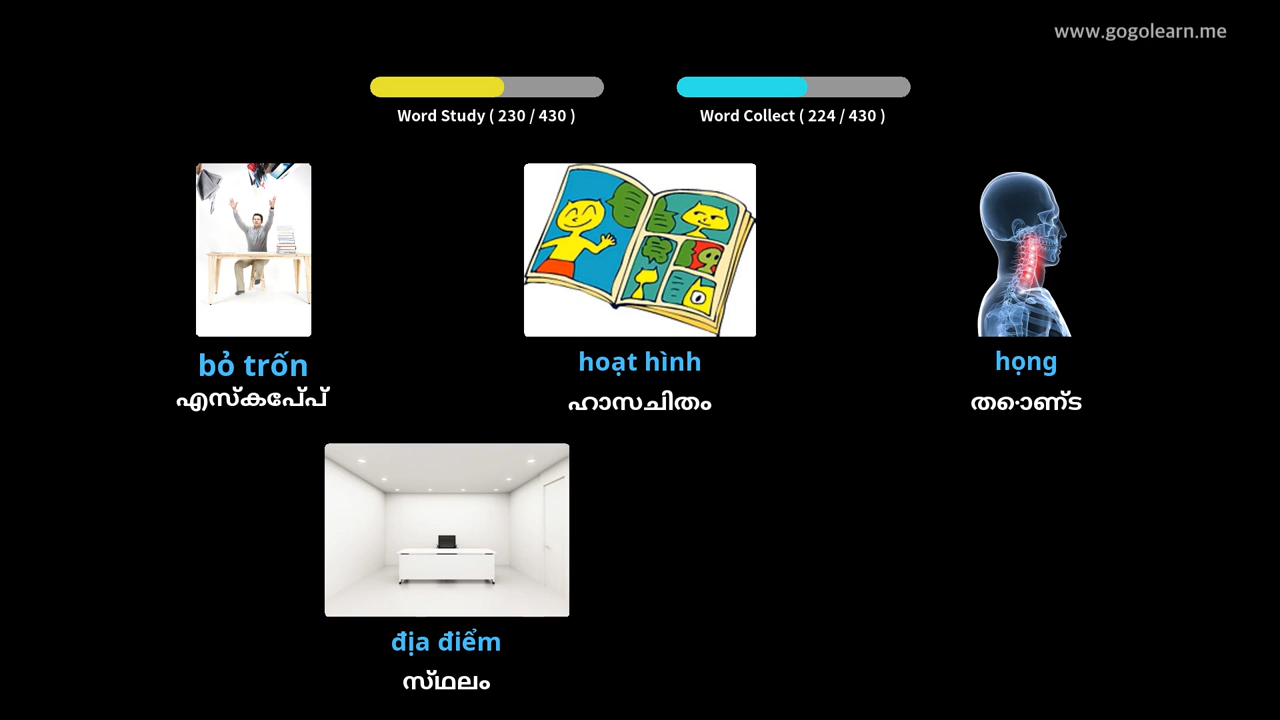 www.gogolearn.me
Word Study ( 230 / 430 )
Word Collect ( 224 / 430 )
bỏ trốn
എസ്കപേ്പ്
hoạt hình
ഹാസചിതം
họng
തൊണ്ട
địa điểm
സ്ഥലം